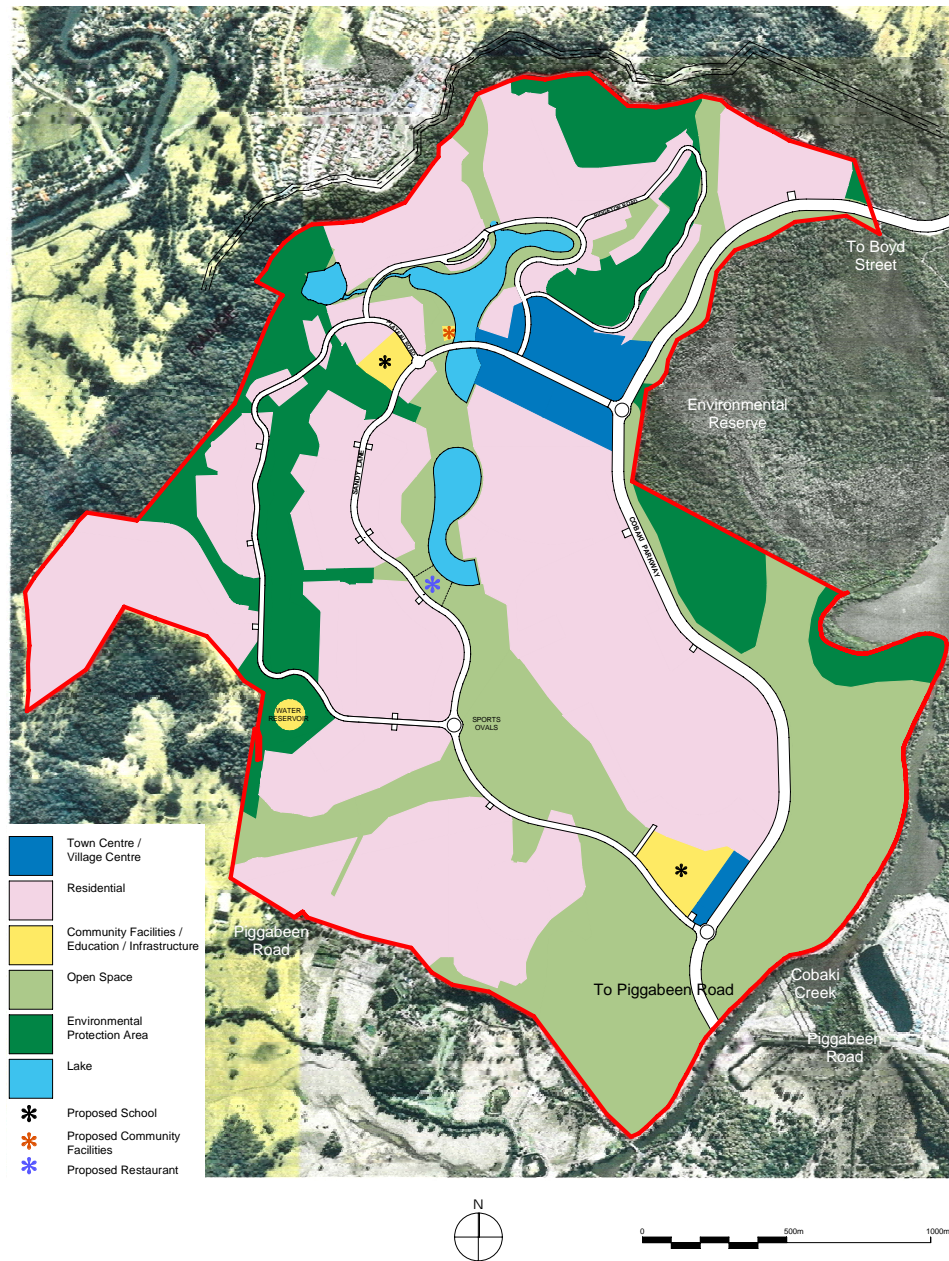 To Boyd
Street
Environmental
Reserve
SANDY LANE
COBAKI PARKWAY
WATER
RESERVOIR
SPORTS
OVALS
Town Centre /
Village Centre
Residential
Community Facilities /
Education / Infrastructure
Open Space
Environmental
Protection Area
Lake
Proposed School
Proposed Community
Facilities
Proposed Restaurant
Piggabeen
Road
To Piggabeen Road
Cobaki
Creek
Piggabeen
Road
N
0
500m
1000m